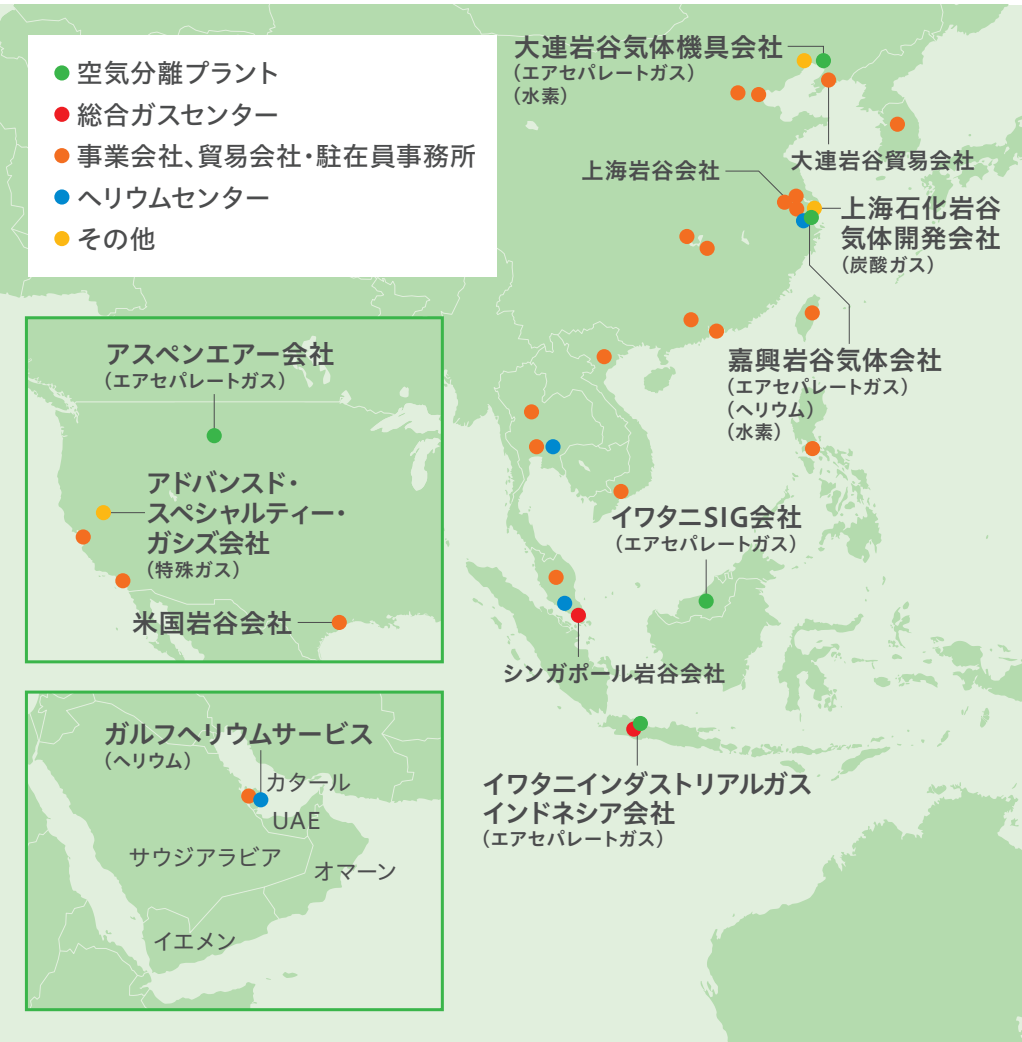 空気分離プラント
総合ガスセンター
事業会社、貿易会社・駐在員事務所
ヘリウムセンター
その他
大連岩谷気体機具会社
（エアセパレートガス）
（水素）
大連岩谷貿易会社
上海岩谷会社
上海石化岩谷
気体開発会社
（炭酸ガス）
嘉興岩谷気体会社
（エアセパレートガス）
（ヘリウム）
（水素）
アスペンエアー会社
（エアセパレートガス）
アドバンスド・
スペシャルティー・
ガシズ会社
（特殊ガス）
米国岩谷会社
イワタニSIG会社
（エアセパレートガス）
シンガポール岩谷会社
イワタニインダストリアルガス
インドネシア会社
（エアセパレートガス）
ガルフヘリウムサービス
（ヘリウム）
カタール
UAE
サウジアラビア
オマーン
イエメン